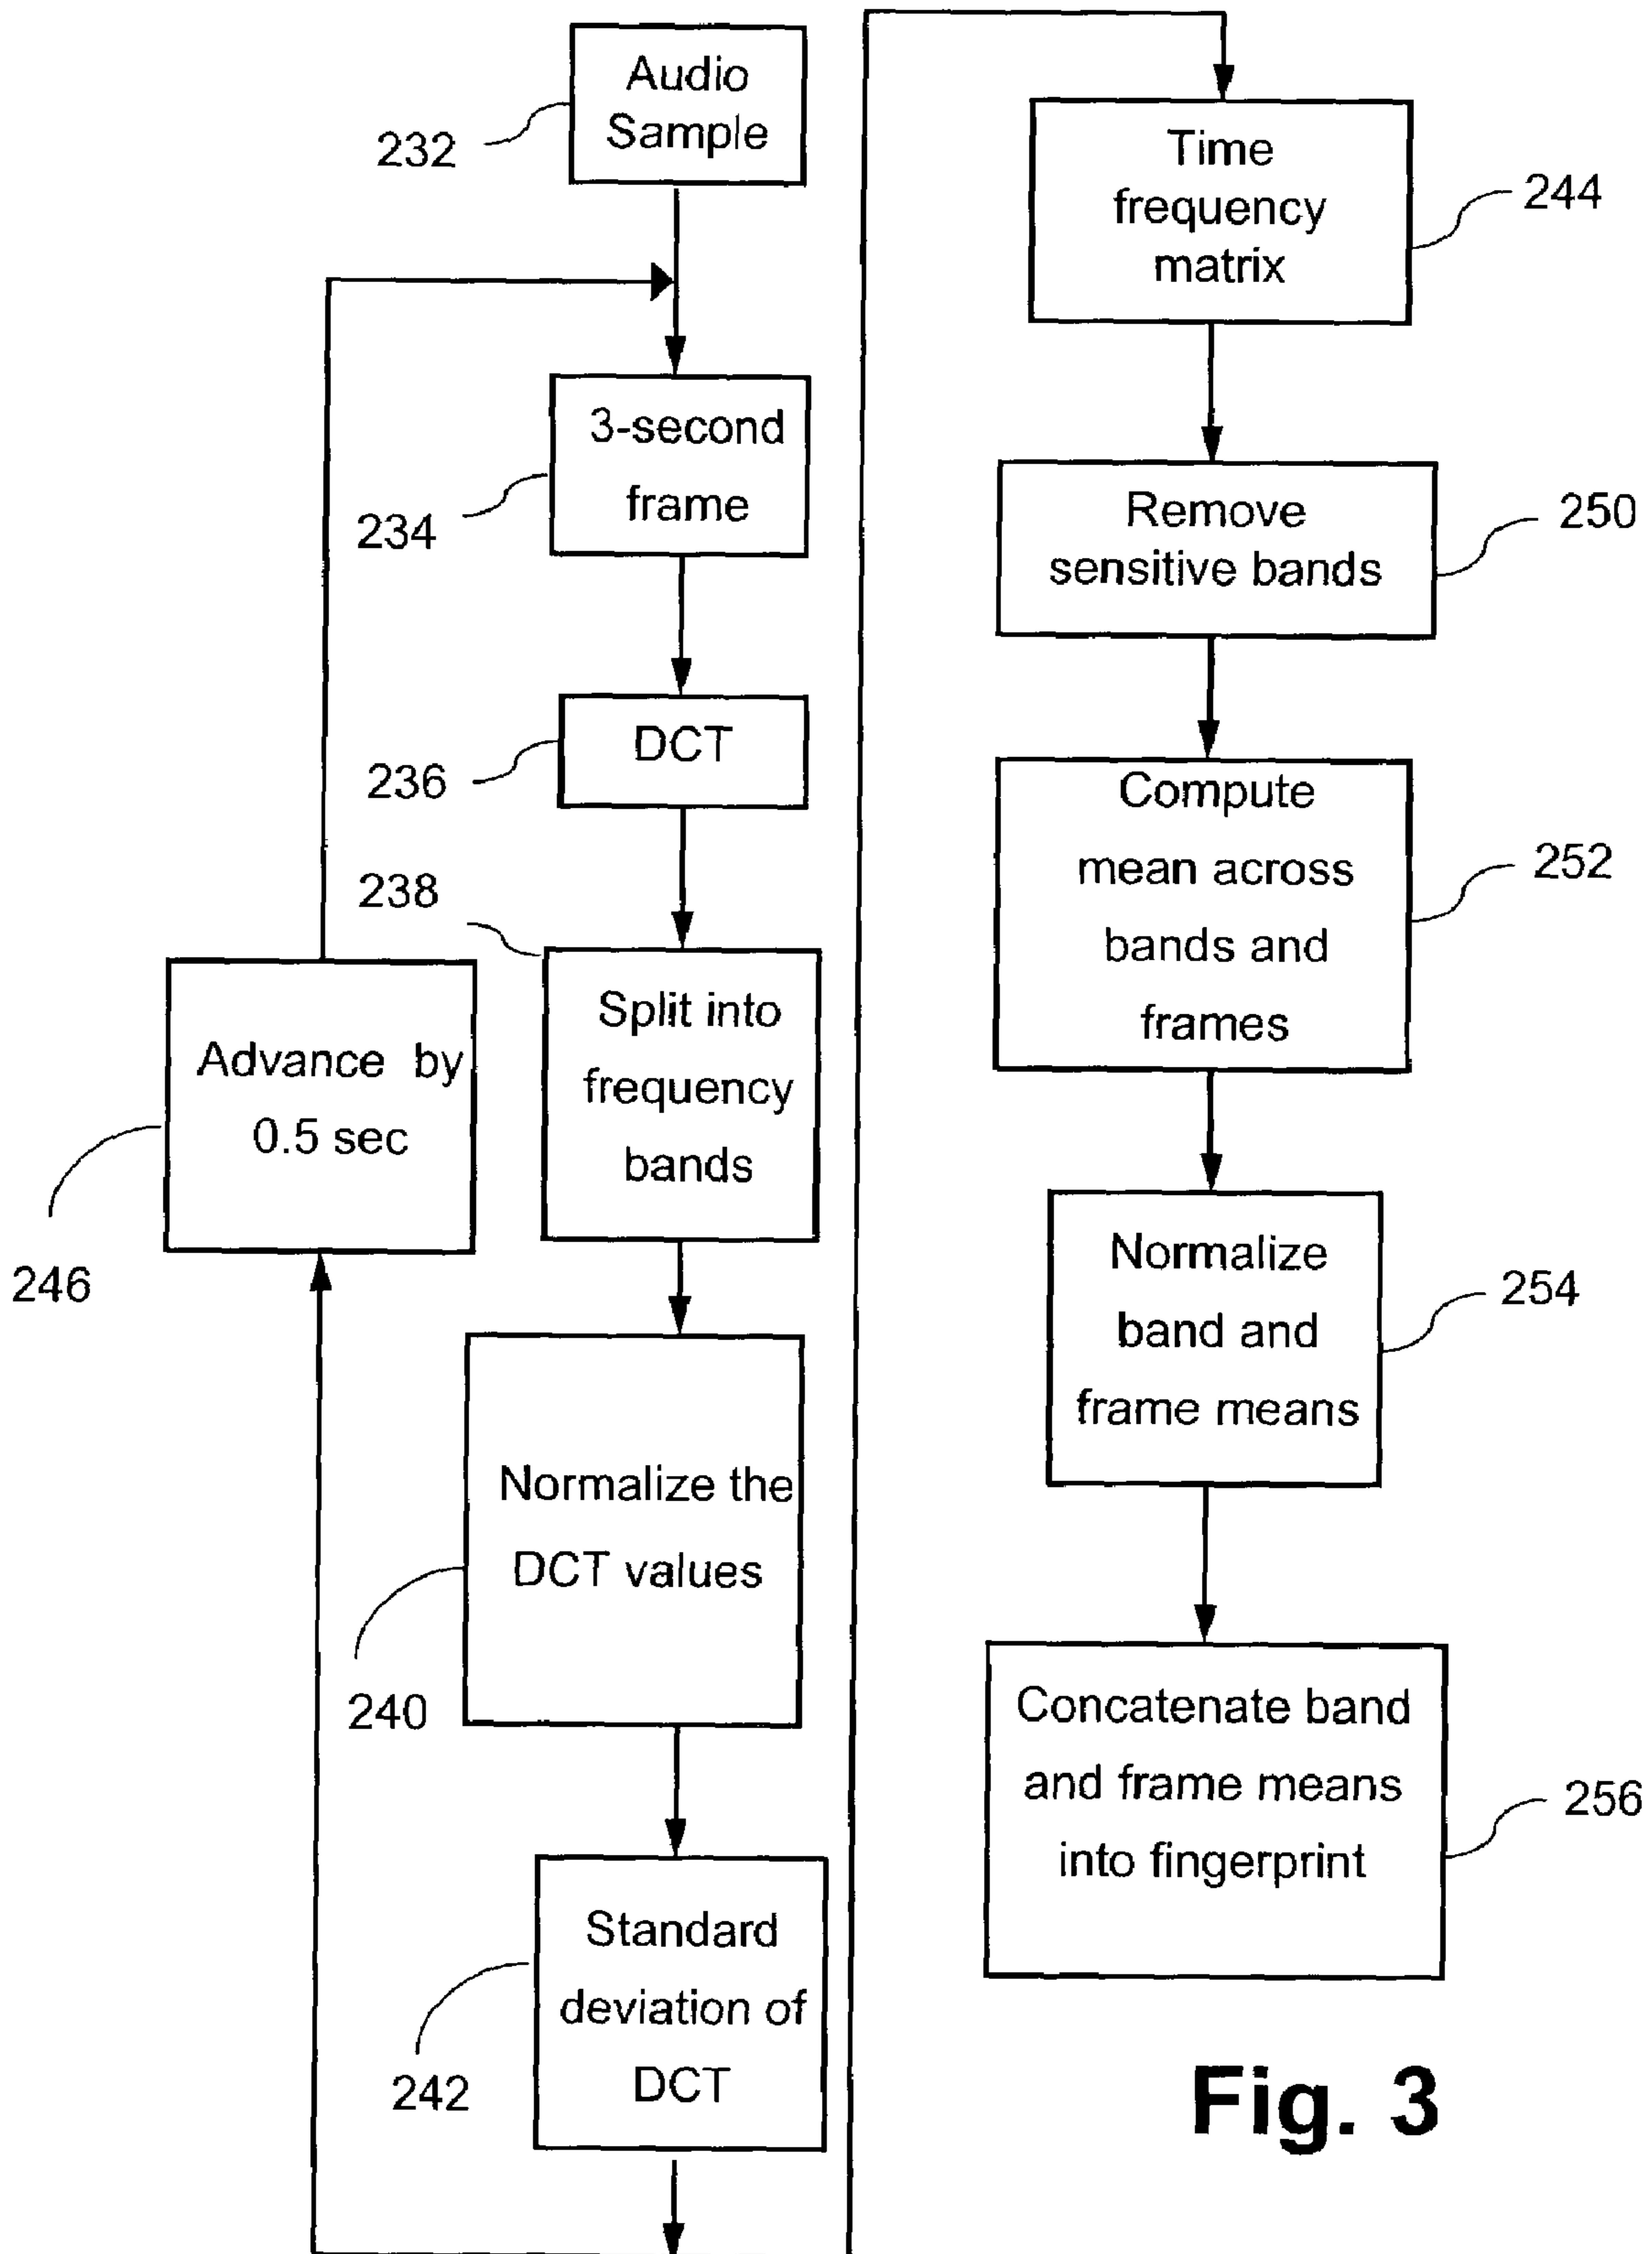 Audio
Sample
232
3-second
frame
234
DCT
236
238
Split into
frequency
bands
Advance by
0.5 sec
246
Normalize the
DCT values
240
Standard
deviation of
DCT
242
Time
frequency
matrix
244
Remove
sensitive bands
250
Compute
mean across
bands and
frames
252
Normalize
band and
frame means
254
Concatenate band
and frame means
into fingerprint
256
Fig. 3